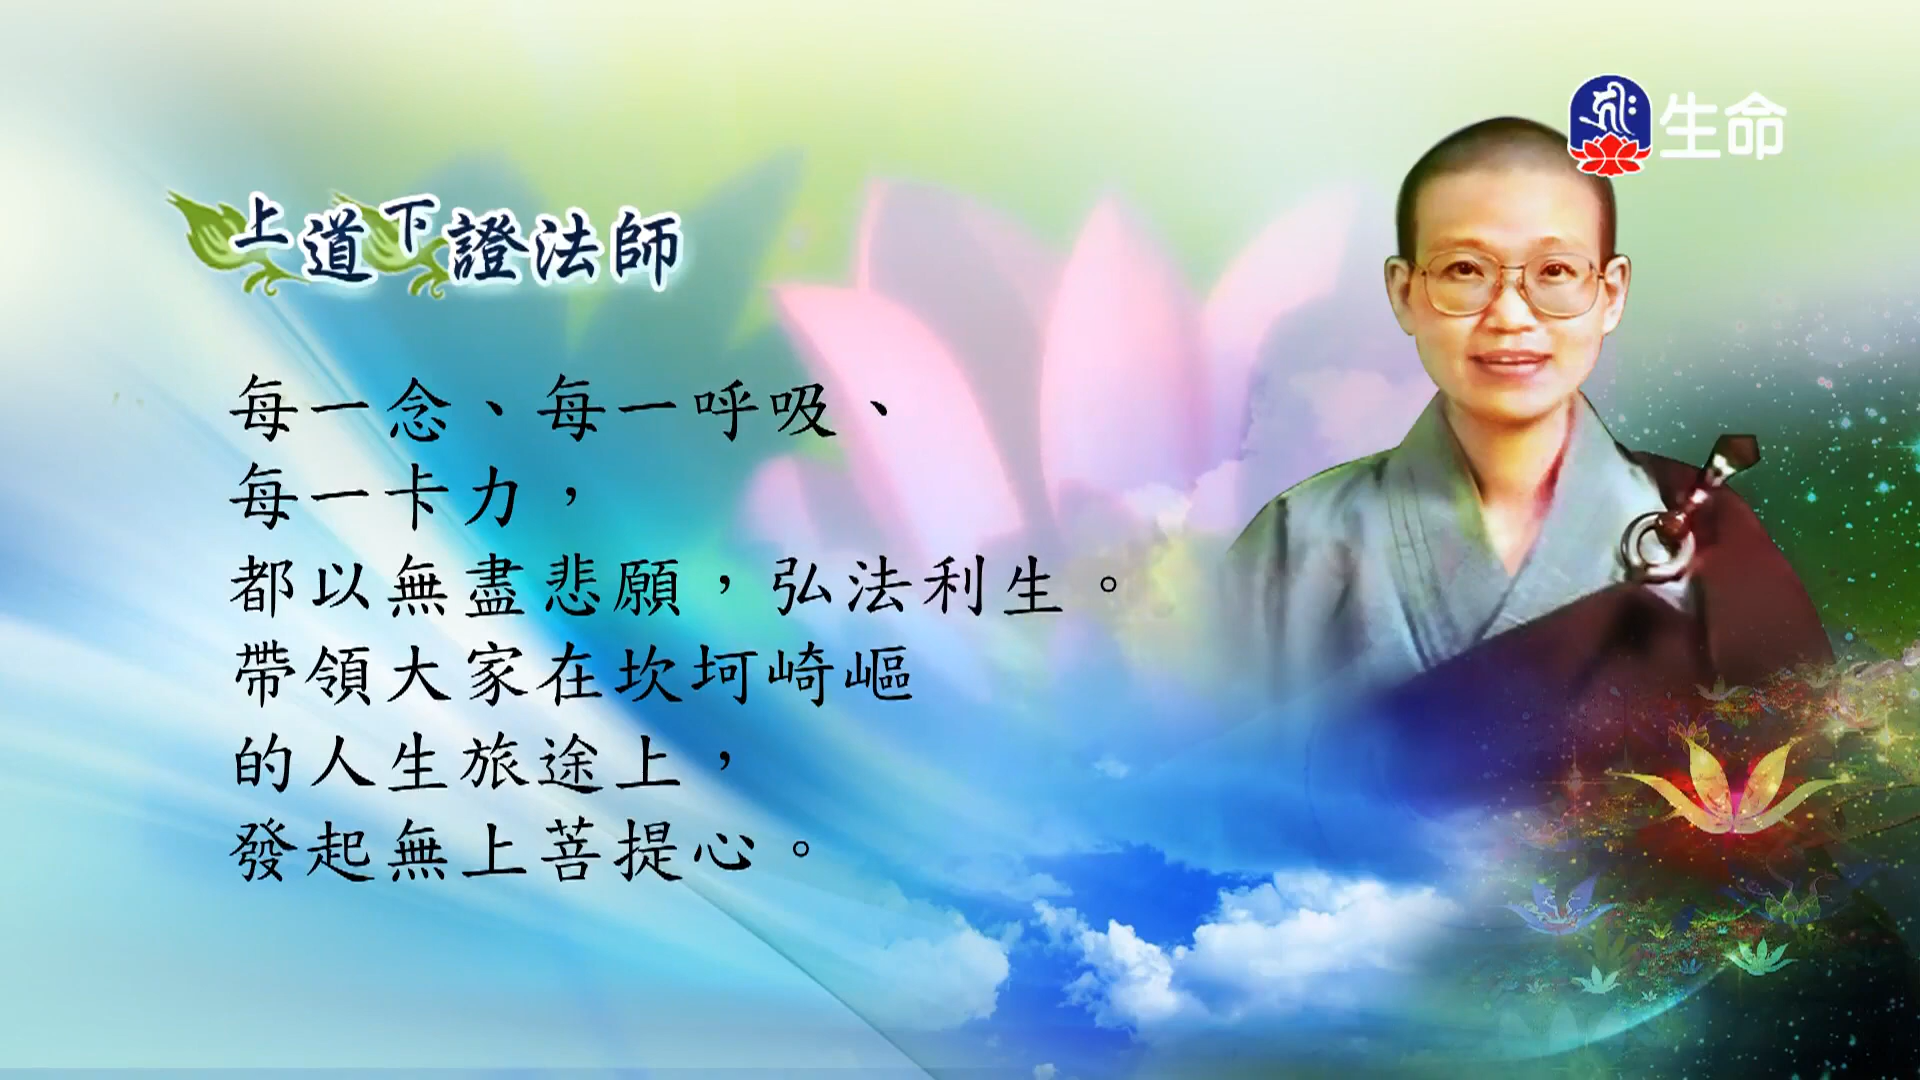 上道下證法師
生命
每一念、每一呼吸、
每一卡力，
都以無盡悲願，弘法利生。
帶領大家在坎坷崎嶇
的人生旅途上，
發起無上菩提心。